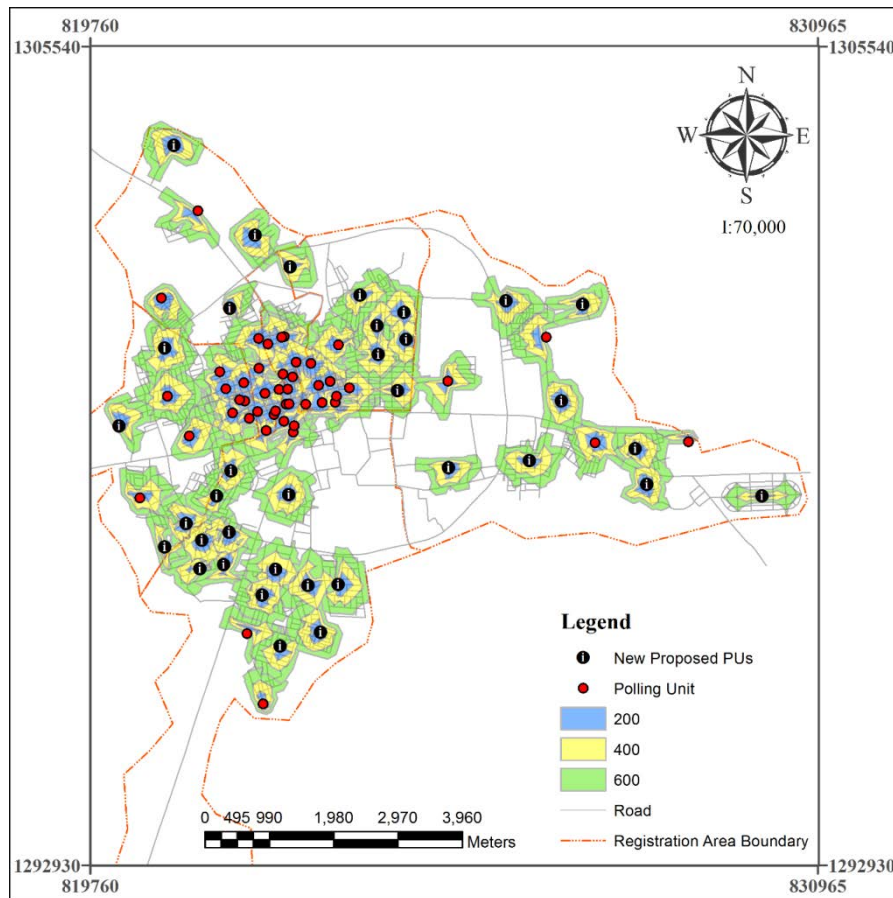 819760 830965
1305540 1305540
N
W E
S
1:70,000
Legend
New Proposed PUs
Polling Unit
200
400
600
Road
Registration Area Boundary
0 495 990 1,980 2,970 3,960
Meters
1292930 1292930
819760 830965